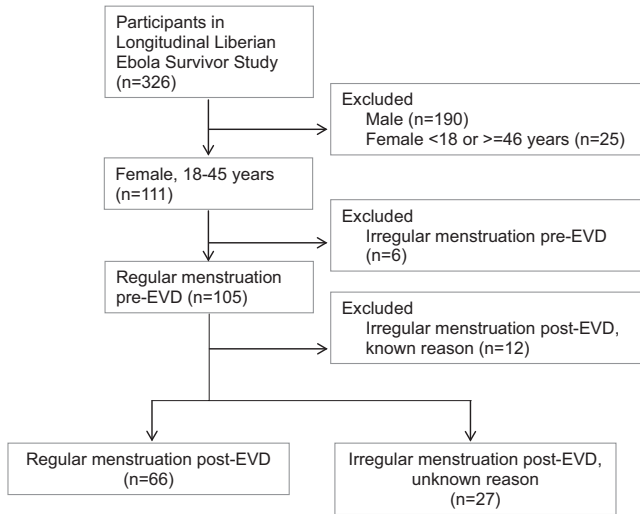 Participants in
Longitudinal Liberian
Ebola Survivor Study
(n=326)
Excluded
Male (n=190)
Female <18 or >=46 years (n=25)
Female, 18-45 years
(n=111)
Excluded
Irregular menstruation pre-EVD
(n=6)
Regular menstruation
pre-EVD (n=105)
Excluded
Irregular menstruation post-EVD,
known reason (n=12)
Regular menstruation post-EVD
(n=66)
Irregular menstruation post-EVD,
unknown reason
(n=27)